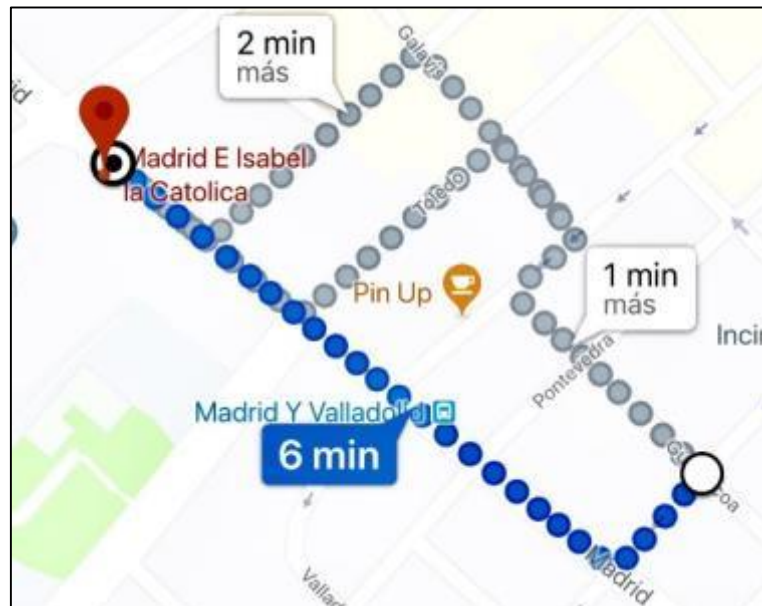 2 min
más
Galavis
Madrid E Isabel
la Catolica
Toledo
Pin Up
1 min
más
Pontevedra
Madrid Y Valladolid
6 min
Madrid